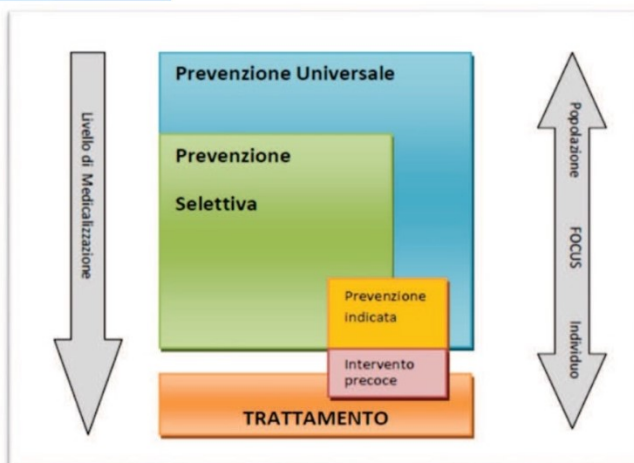 Livello di Medicalizzazione
Prevenzione Universale
Prevenzione
Selettiva
Prevenzione
indicata
Intervento
precoce
TRATTAMENTO
Popolazione
FOCUS
Individuo